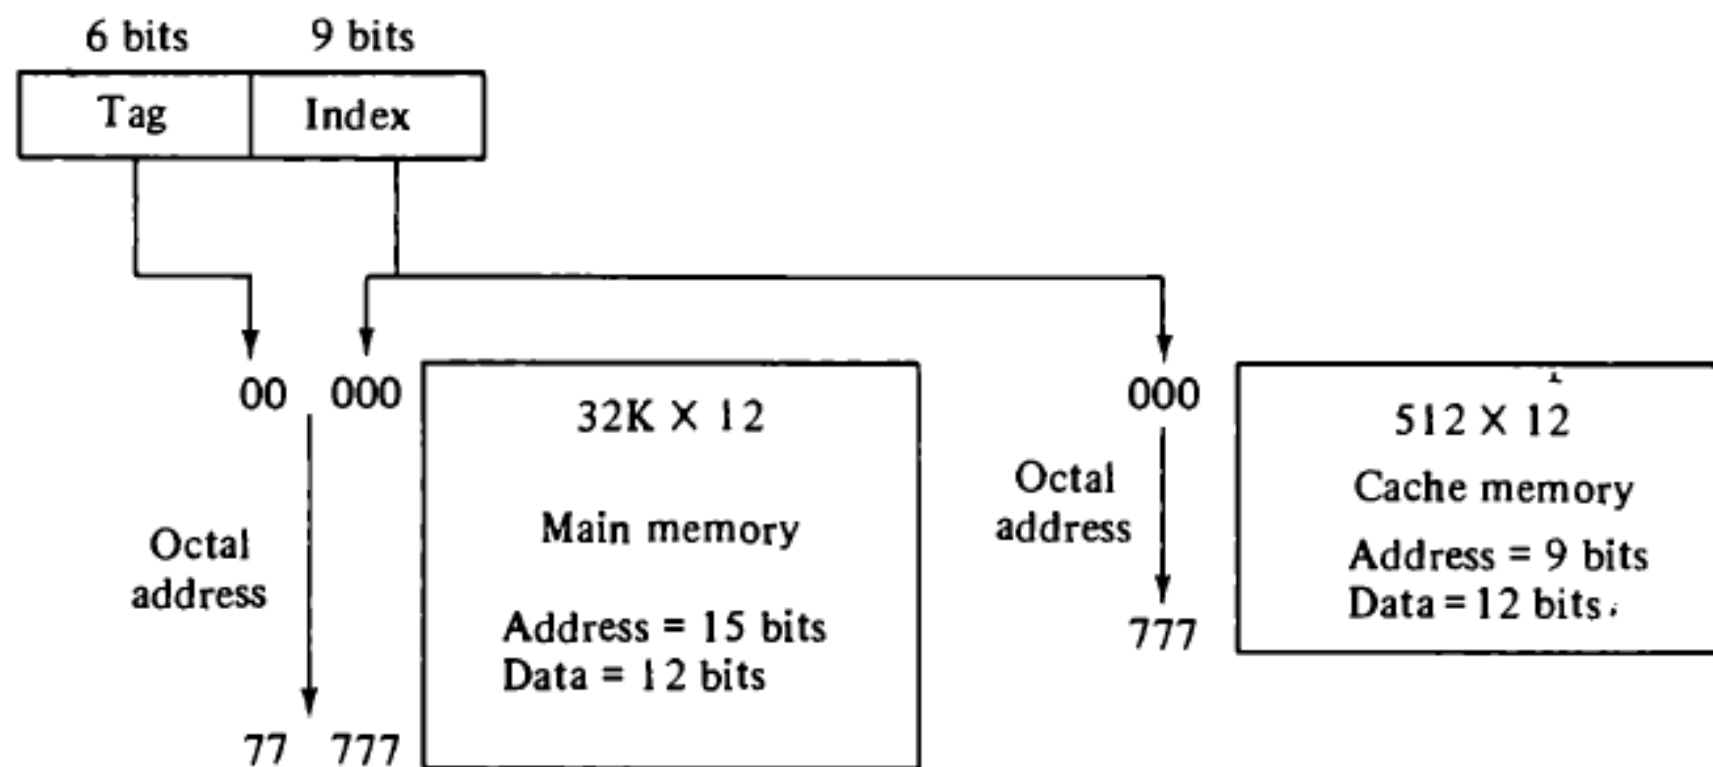 6 bits 9 bits
Tag Index
00 000
32K X 12
Main memory
Address = 15 bits
Data = 12 bits
Octal
address
77 777
000
Octal
address
777
512 X 12
Cache memory
Address = 9 bits
Data = 12 bits